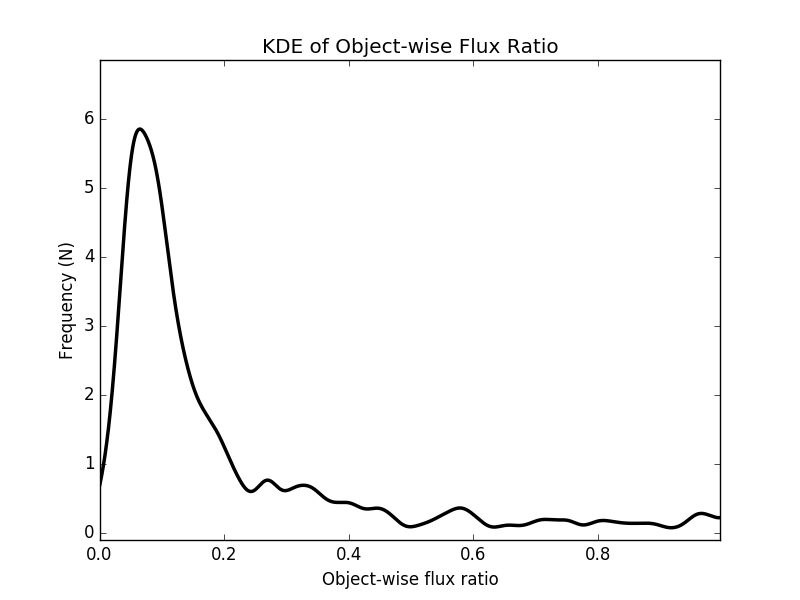 KDE of Object-wise Flux Ratio
Frequency (N)
6
5
4
3
2
1
0
0.0 0.2 0.4 0.6 0.8
Object-wise flux ratio